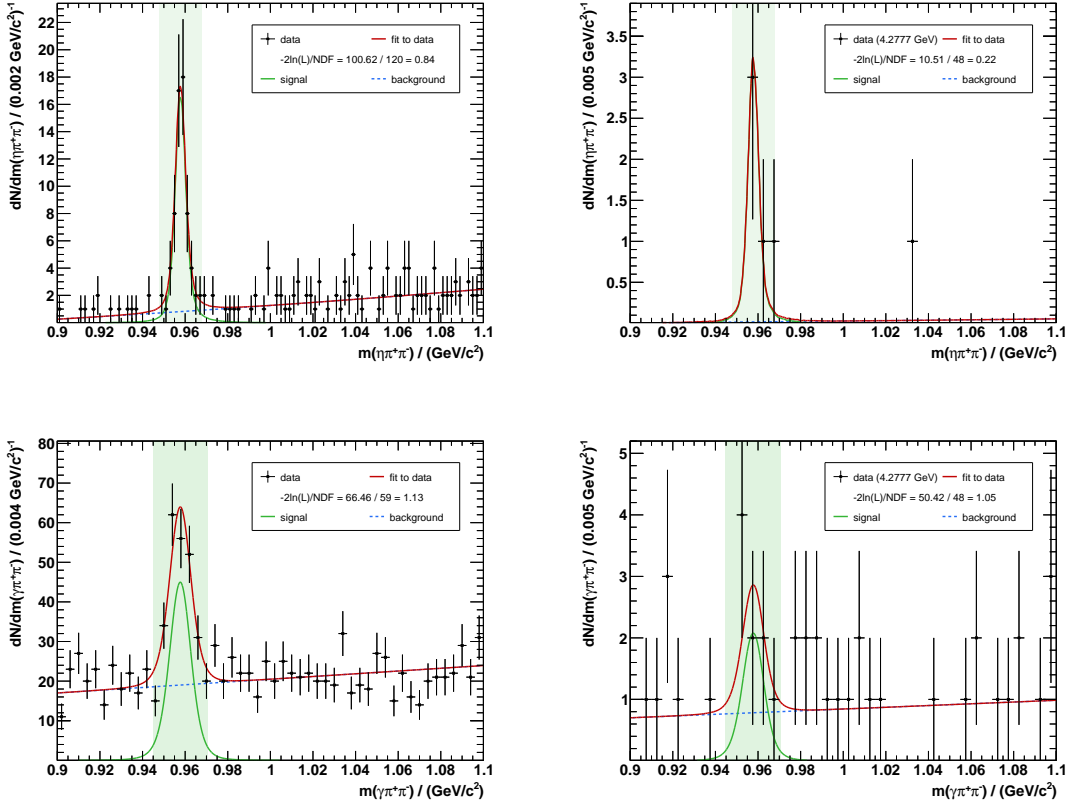 dN/dm(ηπ⁺π⁻) / (0.002 GeV/c²)⁻¹
22
20
18
16
14
12
10
8
6
4
2
data
fit to data
-2ln(L)/NDF = 100.62 / 120 = 0.84
signal
background
0.9 0.92 0.94 0.96 0.98 1 1.02 1.04 1.06 1.08 1.1
m(ηπ⁺π⁻) / (GeV/c²)
dN/dm(ηπ⁺π⁻) / (0.005 GeV/c²)⁻¹
3.5
3
2.5
2
1.5
1
0.5
data (4.2777 GeV)
fit to data
-2ln(L)/NDF = 10.51 / 48 = 0.22
signal
background
0.9 0.92 0.94 0.96 0.98 1 1.02 1.04 1.06 1.08 1.1
m(ηπ⁺π⁻) / (GeV/c²)
dN/dm(γπ⁺π⁻) / (0.004 GeV/c²)⁻¹
80
70
60
50
40
30
20
10
data
fit to data
-2ln(L)/NDF = 66.46 / 59 = 1.13
signal
background
0.9 0.92 0.94 0.96 0.98 1 1.02 1.04 1.06 1.08 1.1
m(γπ⁺π⁻) / (GeV/c²)
dN/dm(γπ⁺π⁻) / (0.005 GeV/c²)⁻¹
5
4
3
2
1
data (4.2777 GeV)
fit to data
-2ln(L)/NDF = 50.42 / 48 = 1.05
signal
background
0.9 0.92 0.94 0.96 0.98 1 1.02 1.04 1.06 1.08 1.1
m(γπ⁺π⁻) / (GeV/c²)